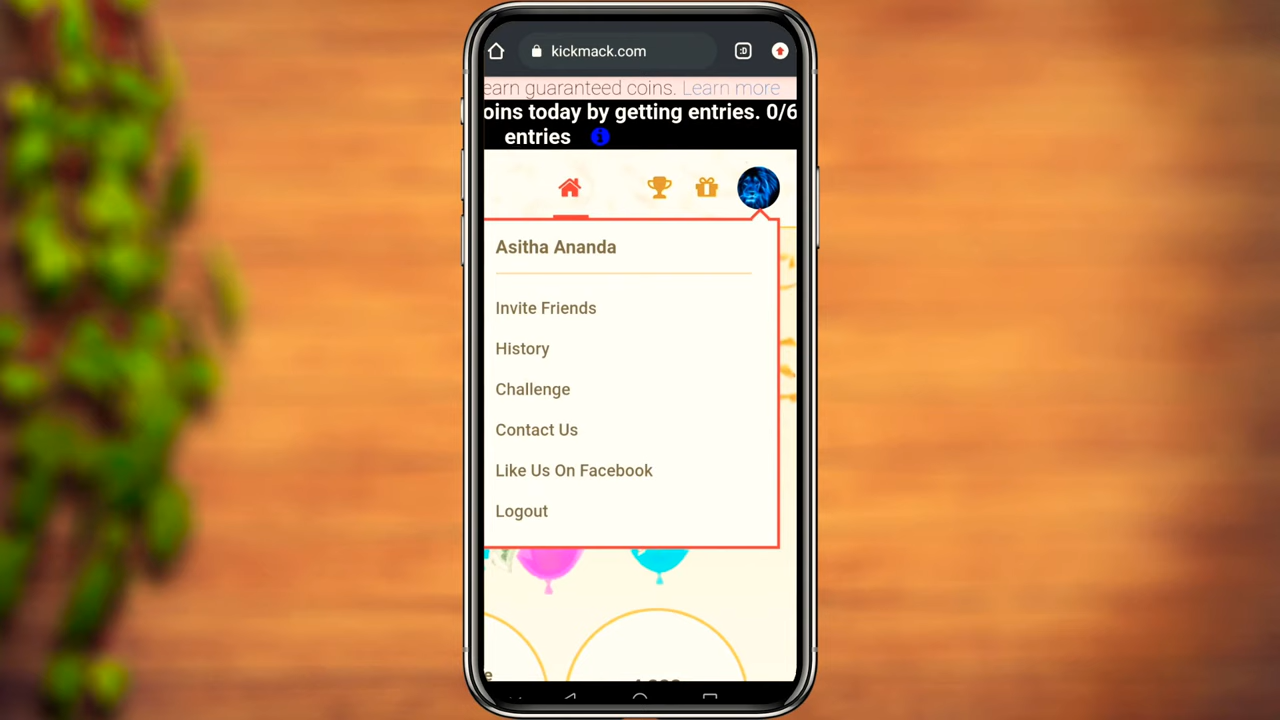 kickmack.com
:D
earn guaranteed coins. Learn more
oins today by getting entries. 0/6
entries
Asitha Ananda
Invite Friends
History
Challenge
Contact Us
Like Us On Facebook
Logout